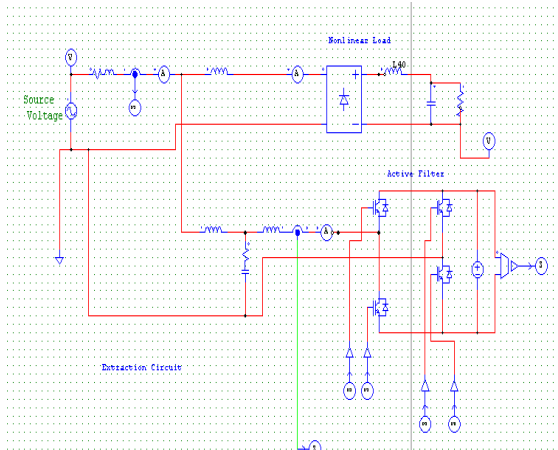 Nonlinear Load
V
A
A
L40
Source
Voltage
V
Active Filter
A
Extraction Circuit